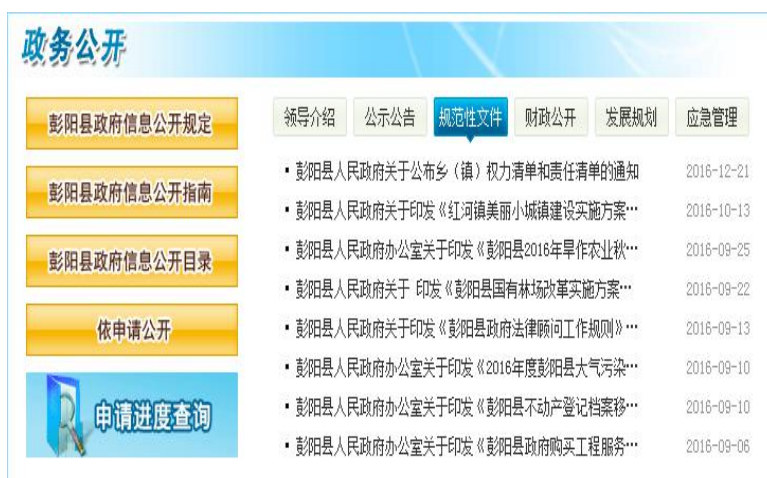 政务公开
彭阳县政府信息公开规定
彭阳县政府信息公开指南
彭阳县政府信息公开目录
依申请公开
申请进度查询
领导介绍 公示公告 规范性文件 财政公开 发展规划 应急管理
▪ 彭阳县人民政府关于公布乡（镇）权力清单和责任清单的通知 2016-12-21
▪ 彭阳县人民政府关于印发《红河镇美丽小城镇建设实施方案… 2016-10-13
▪ 彭阳县人民政府办公室关于印发《彭阳县2016年旱作农业秋… 2016-09-25
▪ 彭阳县人民政府关于 印发《彭阳县国有林场改革实施方案… 2016-09-22
▪ 彭阳县人民政府关于印发《彭阳县政府法律顾问工作规则》… 2016-09-13
▪ 彭阳县人民政府办公室关于印发《2016年度彭阳县大气污染… 2016-09-10
▪ 彭阳县人民政府办公室关于印发《彭阳县不动产登记档案移… 2016-09-10
▪ 彭阳县人民政府办公室关于印发《彭阳县政府购买工程服务… 2016-09-06